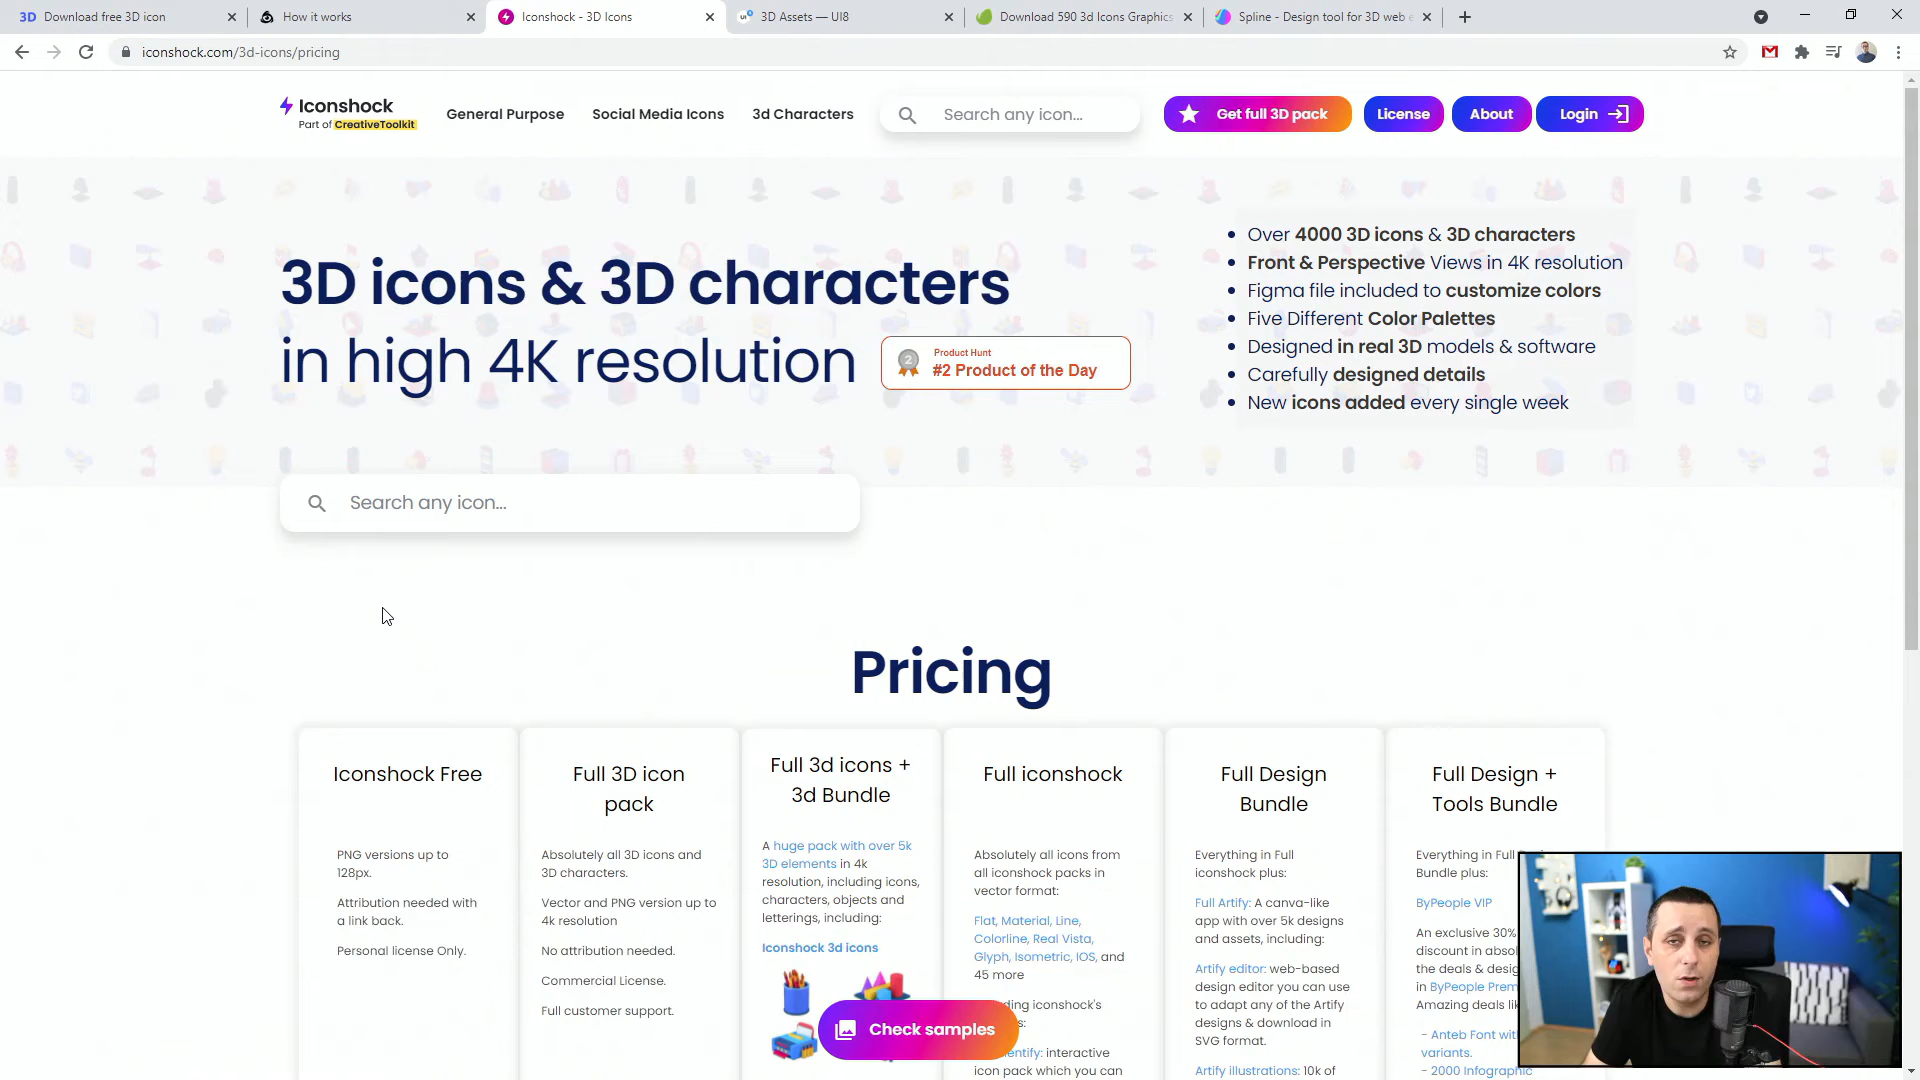 3D Download free 3D icon
How it works
Iconshock - 3D Icons
3D Assets — UI8
Download 590 3d Icons Graphics
Spline - Design tool for 3D web
iconshock.com/3d-icons/pricing
Iconshock
Part of CreativeToolkit
General Purpose
Social Media Icons
3d Characters
Search any icon...
Get full 3D pack
License
About
Login
3D icons & 3D characters
in high 4K resolution
2
Product Hunt
#2 Product of the Day
Over 4000 3D icons & 3D characters
Front & Perspective Views in 4K resolution
Figma file included to customize colors
Five Different Color Palettes
Designed in real 3D models & software
Carefully designed details
New icons added every single week
Search any icon...
Pricing
Iconshock Free
PNG versions up to
128px.
Attribution needed with
a link back.
Personal license Only.
Full 3D icon
pack
Absolutely all 3D icons and
3D characters.
Vector and PNG version up to
4k resolution
No attribution needed.
Commercial License.
Full customer support.
Full 3d icons +
3d Bundle
A huge pack with over 5k
3D elements in 4k
resolution, including icons,
characters, objects and
letterings, including:
Iconshock 3d icons
Full iconshock
Absolutely all icons from
all iconshock packs in
vector format:
Flat, Material, Line,
Colorline, Real Vista,
Glyph, Isometric, IOS, and
45 more
iconshock's
interactive
icon pack which you can
Full Design
Bundle
Everything in Full
iconshock plus:
Full Artify: A canva-like
app with over 5k designs
and assets, including:
Artify editor: web-based
design editor you can use
to adapt any of the Artify
designs & download in
SVG format.
Artify illustrations: 10k of
Full Design +
Tools Bundle
Everything in Full
Bundle plus:
ByPeople VIP
An exclusive 30%
discount in
the deals &
in ByPeople
Amazing deals
- Anteb Font
variants.
- 2000 Infographic
Check samples